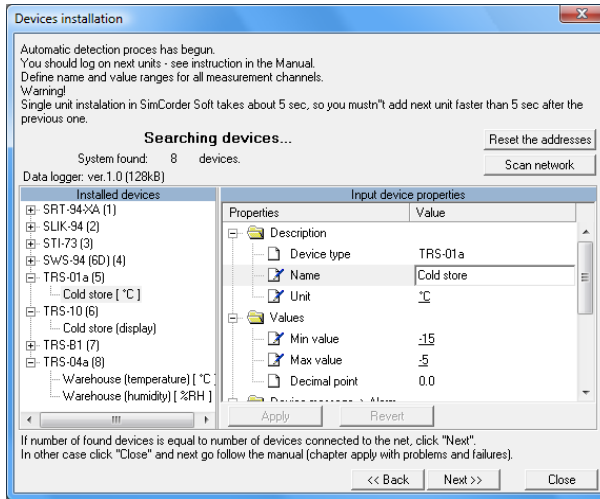 Devices installation
Automatic detection proces has begun.
You should log on next units - see instruction in the Manual.
Define name and value ranges for all measurement channels.
Warning!
Single unit instalation in SimCorder Soft takes about 5 sec, so you mustn"t add next unit faster than 5 sec after the
previous one.
Searching devices...
Reset the addresses
System found: 8 devices.
Scan network
Data logger: ver.1.0 (128kB)
Installed devices
SRT-94-XA (1)
SLIK-94 (2)
STI-73 (3)
SWS-94 (6D) (4)
TRS-01a (5)
Cold store [ °C ]
TRS-10 (6)
Cold store (display)
TRS-B1 (7)
TRS-04a (8)
Warehouse (temperature) [ °C ]
Warehouse (humidity) [ %RH ]
Input device properties
Properties Value
Description
Device type TRS-01a
Name Cold store
Unit °C
Values
Min value -15
Max value -5
Decimal point 0.0
Apply Revert
If number of found devices is equal to number of devices connected to the net, click "Next".
In other case click "Close" and next go follow the manual (chapter apply with problems and failures).
<< Back Next >> Close